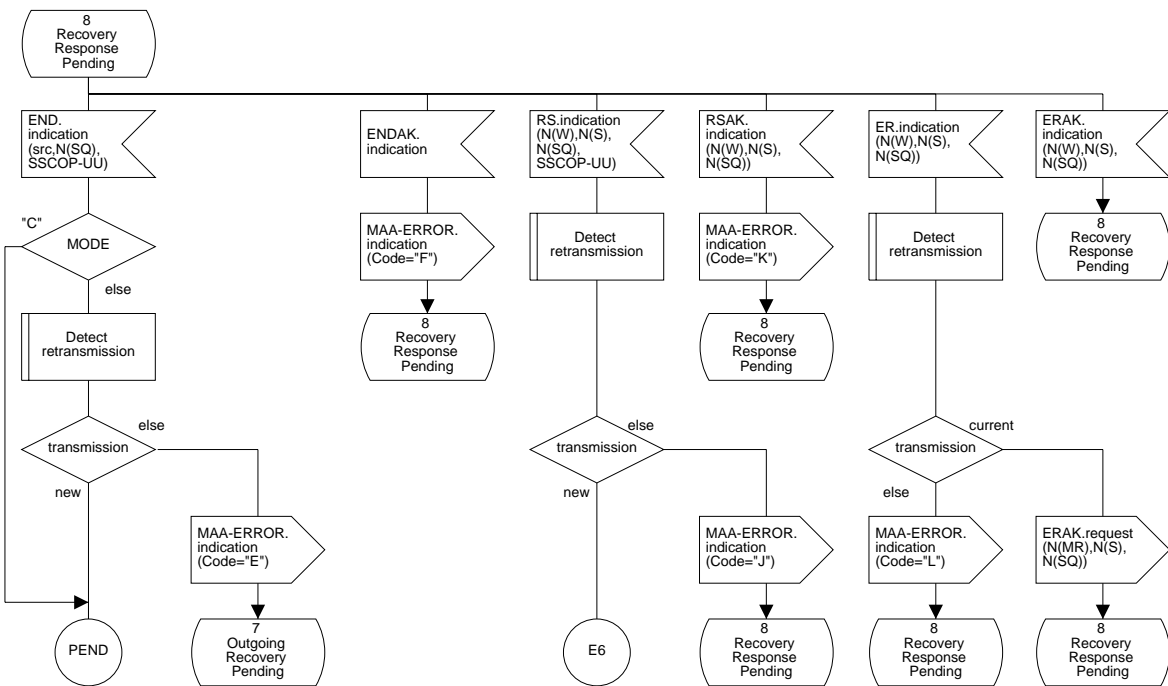 8
Recovery
Response
Pending
END.
indication
(src,N(SQ),
SSCOP-UU)
ENDAK.
indication
RS.indication
(N(W),N(S),
N(SQ),
SSCOP-UU)
RSAK.
indication
(N(W),N(S),
N(SQ))
ER.indication
(N(W),N(S),
N(SQ))
ERAK.
indication
(N(W),N(S),
N(SQ))
"C"
MODE
else
MAA-ERROR.
indication
(Code="F")
Detect
retransmission
MAA-ERROR.
indication
(Code="K")
Detect
retransmission
8
Recovery
Response
Pending
Detect
retransmission
8
Recovery
Response
Pending
8
Recovery
Response
Pending
transmission
else
new
transmission
else
new
transmission
current
else
MAA-ERROR.
indication
(Code="E")
MAA-ERROR.
indication
(Code="J")
MAA-ERROR.
indication
(Code="L")
ERAK.request
(N(MR),N(S),
N(SQ))
PEND
7
Outgoing
Recovery
Pending
E6
8
Recovery
Response
Pending
8
Recovery
Response
Pending
8
Recovery
Response
Pending